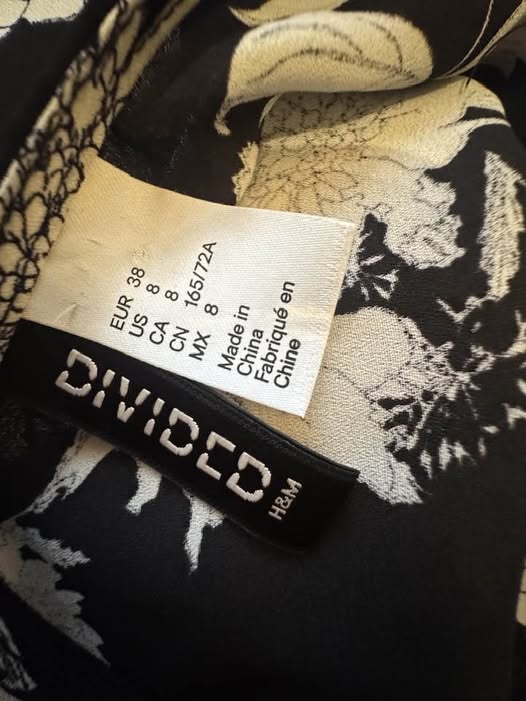 EUR 38
US 8
CA 8
CN 165/72A
MX 8
Made in
China
Fabriqué en
Chine
DIVIDED
H&M